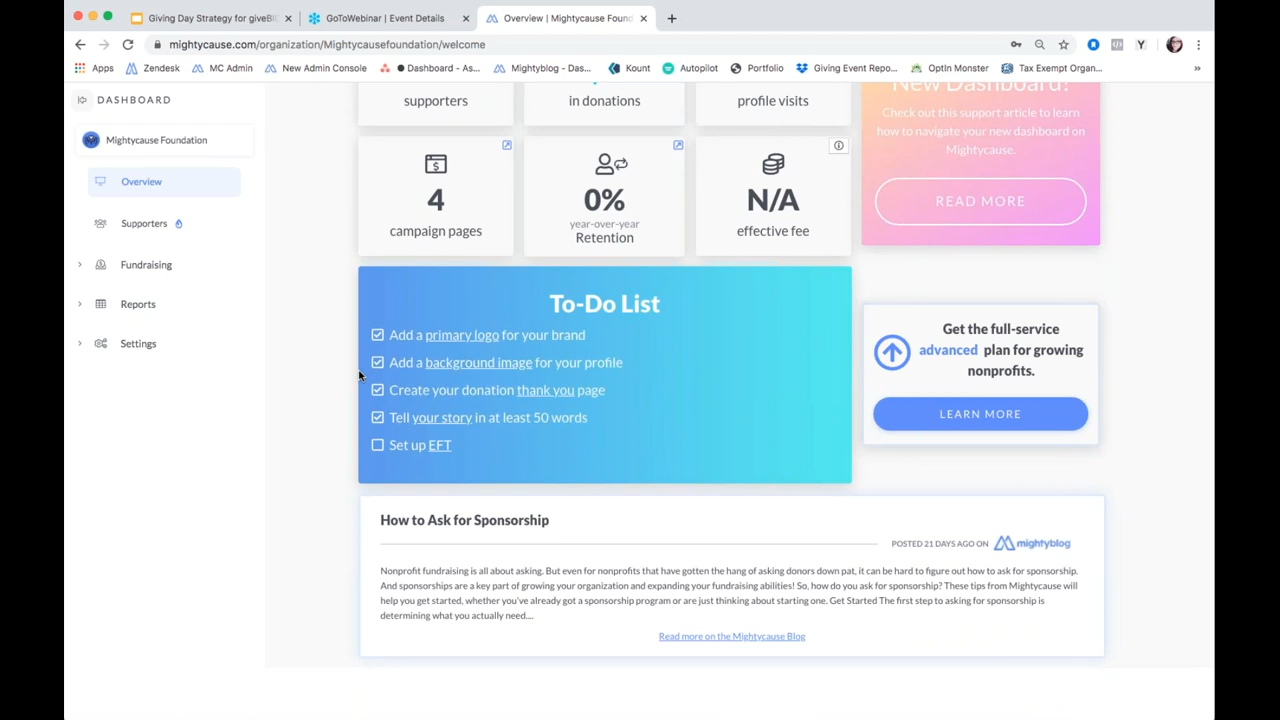 Giving Day Strategy for giveBI
GoToWebinar | Event Details
Overview | Mightycause Found
mightycause.com/organization/Mightycausefoundation/welcome
Y
Apps
Zendesk
MC Admin
New Admin Console
Dashboard - As...
Mightyblog - Das...
Kount
Autopilot
Portfolio
Giving Event Repo...
OptIn Monster
Tax Exempt Organ...
»
DASHBOARD
Mightycause Foundation
Overview
Supporters
Fundraising
Reports
Settings
supporters
in donations
profile visits
4
campaign pages
0%
year-over-year
Retention
N/A
effective fee
New Dashboard!
Check out this support article to learn
how to navigate your new dashboard on
Mightycause.
READ MORE
To-Do List
Add a primary logo for your brand
Add a background image for your profile
Create your donation thank you page
Tell your story in at least 50 words
Set up EFT
Get the full-service
advanced plan for growing
nonprofits.
LEARN MORE
How to Ask for Sponsorship
POSTED 21 DAYS AGO ON mightyblog
Nonprofit fundraising is all about asking. But even for nonprofits that have gotten the hang of asking donors down pat, it can be hard to figure out how to ask for sponsorship.
And sponsorships are a key part of growing your organization and expanding your fundraising abilities! So, how do you ask for sponsorship? These tips from Mightycause will
help you get started, whether you've already got a sponsorship program or are just thinking about starting one. Get Started The first step to asking for sponsorship is
determining what you actually need....
Read more on the Mightycause Blog